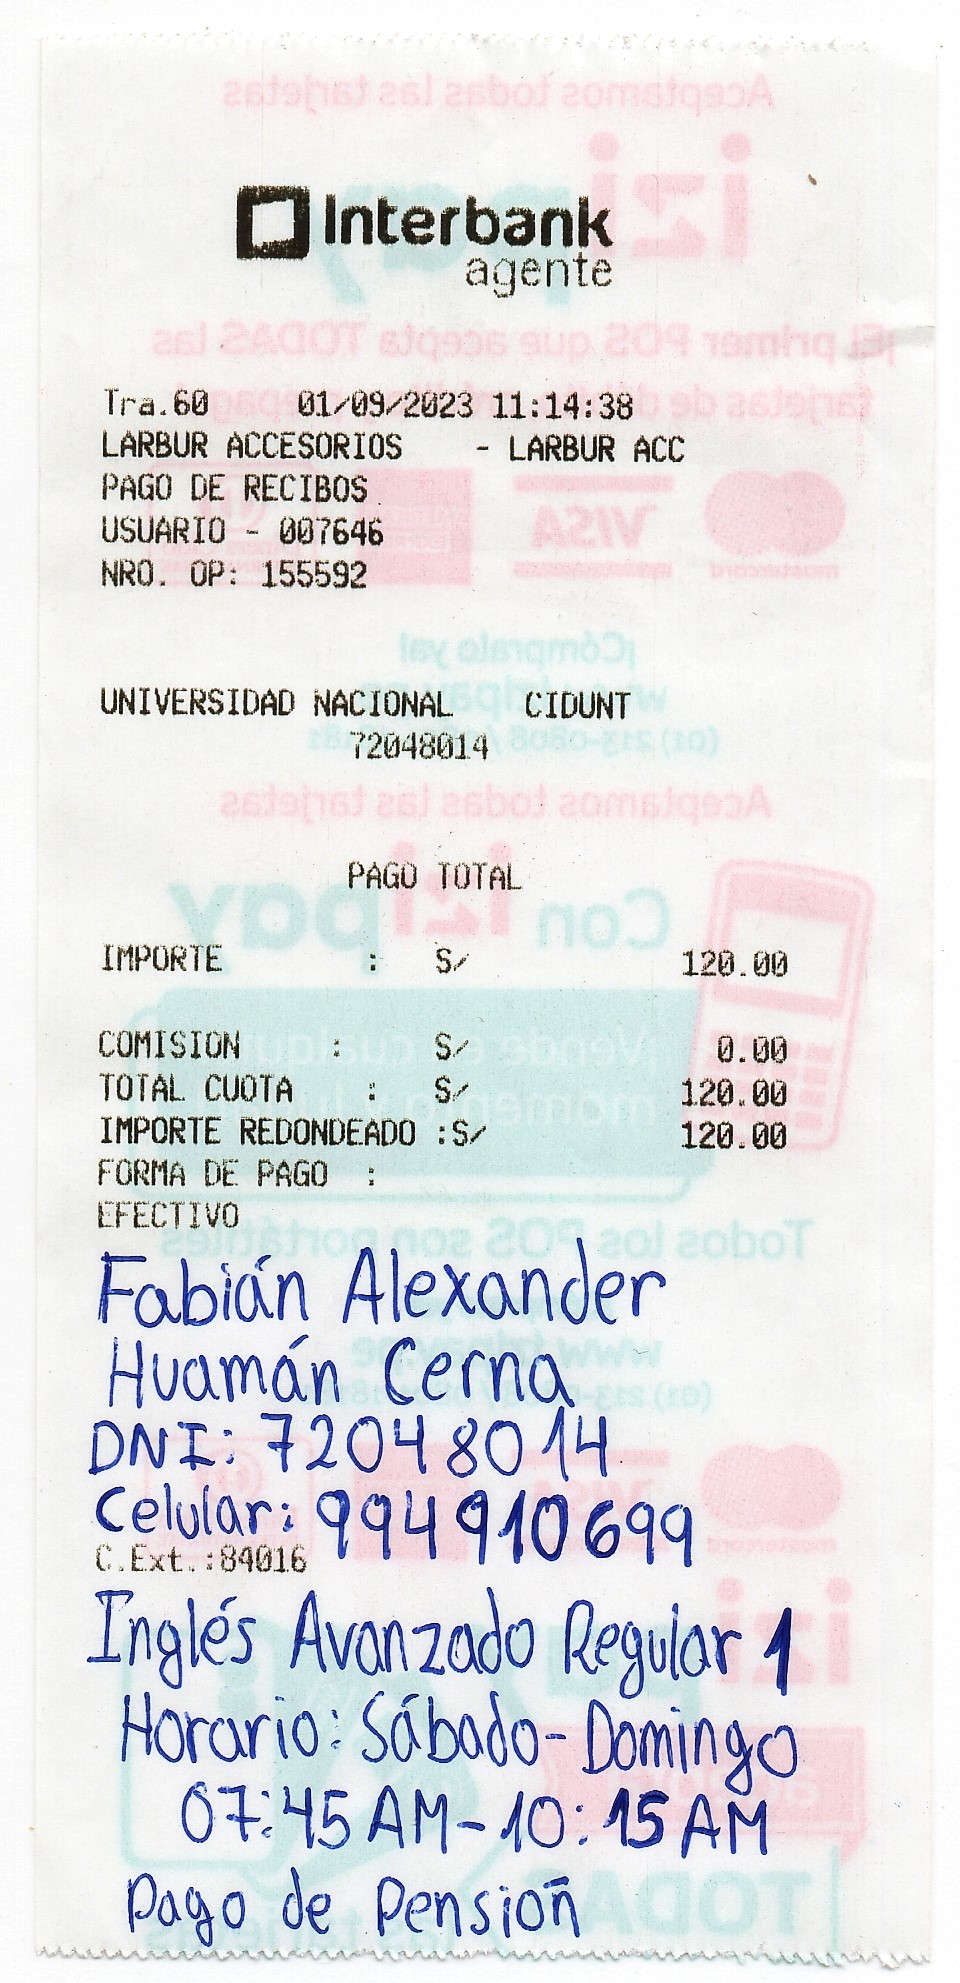 Interbank
agente
Tra.60 01/09/2023 11:14:38
LARBUR ACCESORIOS - LARBUR ACC
PAGO DE RECIBOS
USUARIO - 007646
NRO. OP: 155592
UNIVERSIDAD NACIONAL CIDUNT
72048014
PAGO TOTAL
IMPORTE : S/ 120.00
COMISION : S/ 0.00
TOTAL CUOTA : S/ 120.00
IMPORTE REDONDEADO :S/ 120.00
FORMA DE PAGO :
EFECTIVO
Fabián Alexander
Huamán Cerna
DNI: 72048014
Celular: 994910699
C.Ext.:84016
Inglés Avanzado Regular 1
Horario: Sábado-Domingo
07:45 AM-10:15 AM
Pago de Pensión